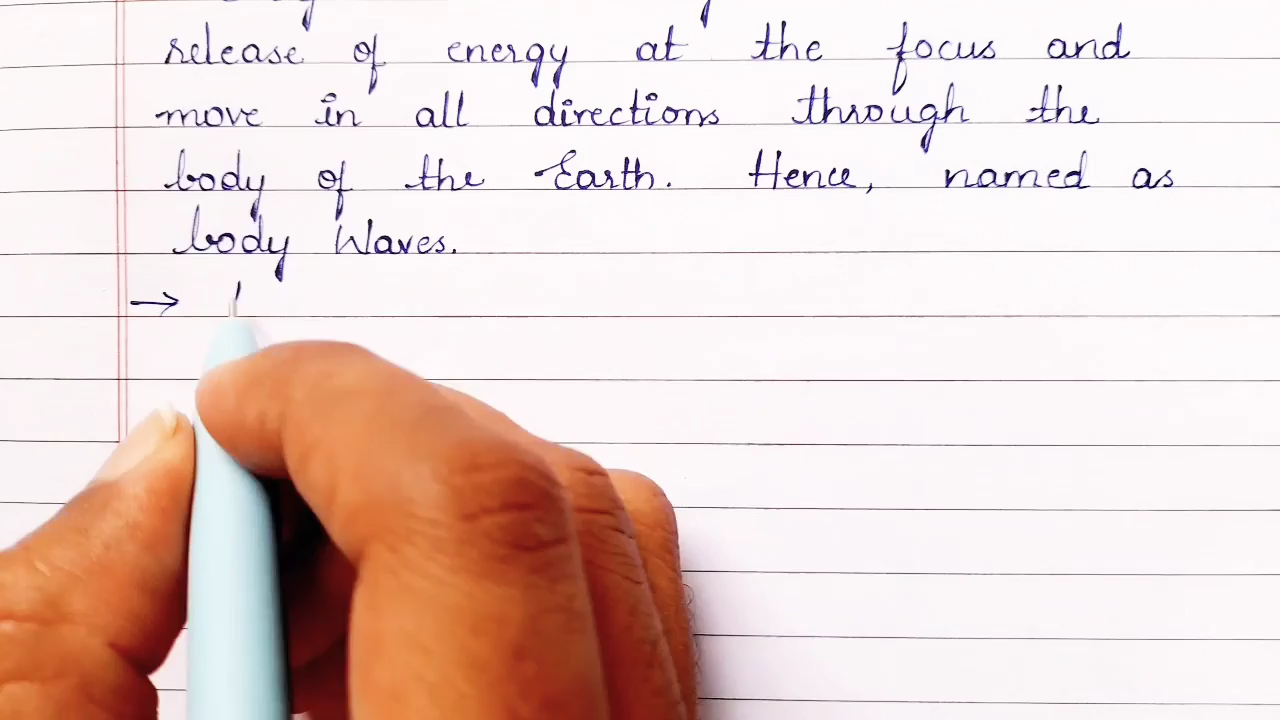 release of energy at the focus and
move in all directions through the
body of the Earth. Hence, named as
body Waves.
→